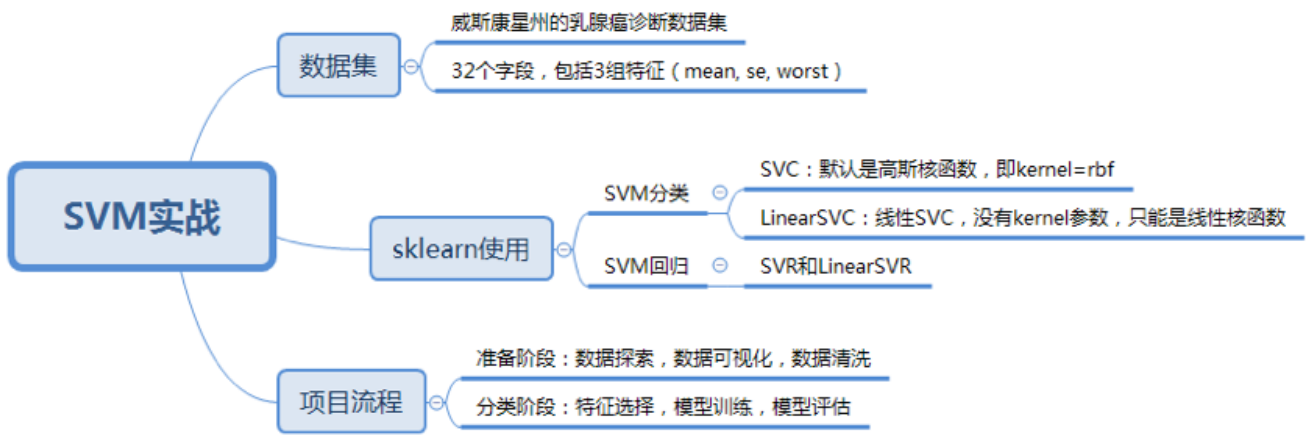 SVM实战
数据集
威斯康星州的乳腺癌诊断数据集
32个字段，包括3组特征（mean, se, worst）
sklearn使用
SVM分类
SVC：默认是高斯核函数，即kernel=rbf
LinearSVC：线性SVC，没有kernel参数，只能是线性核函数
SVM回归
SVR和LinearSVR
项目流程
准备阶段：数据探索，数据可视化，数据清洗
分类阶段：特征选择，模型训练，模型评估